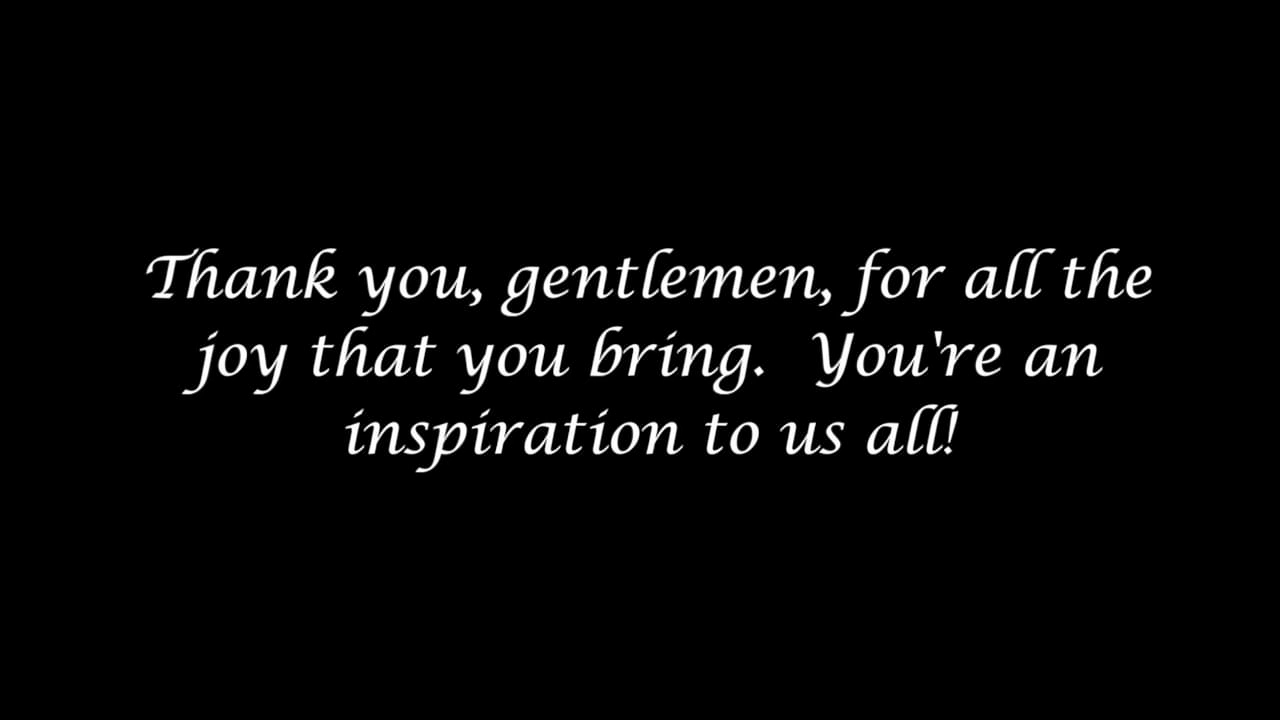 Thank you, gentlemen, for all the
joy that you bring.  You're an
inspiration to us all!